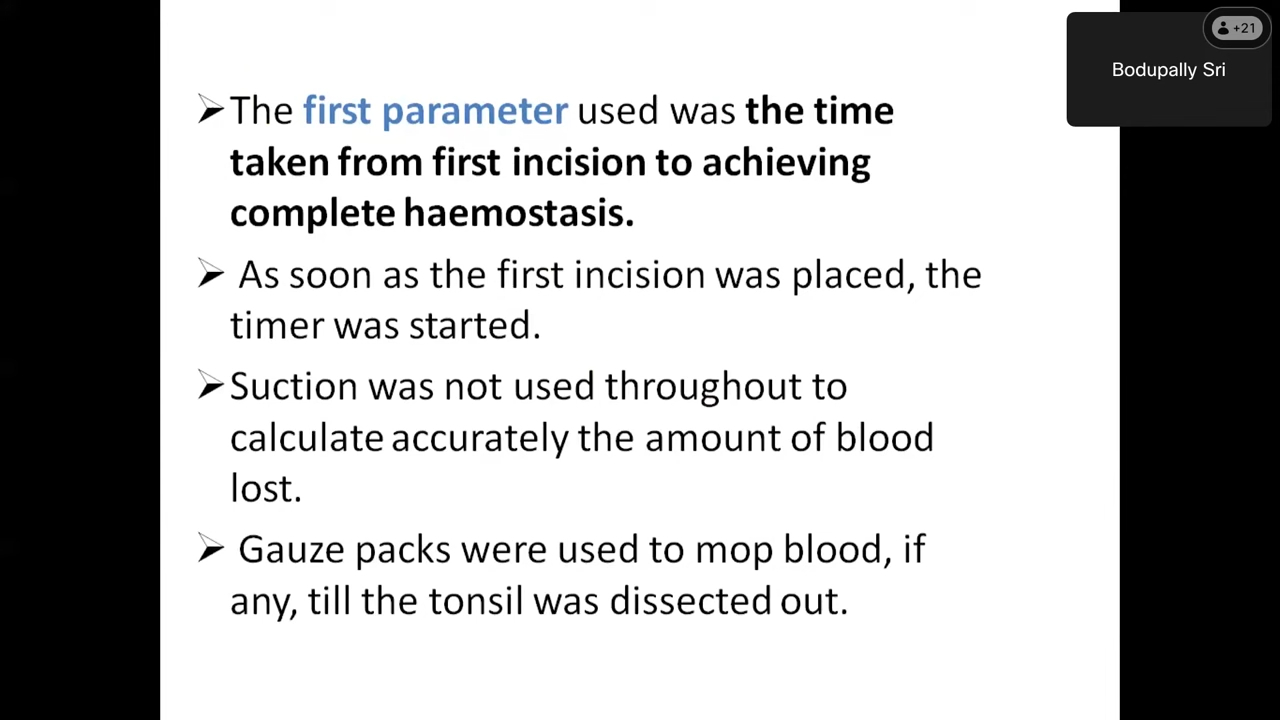 +21
Bodupally Sri
➢The first parameter used was the time
taken from first incision to achieving
complete haemostasis.
➢ As soon as the first incision was placed, the
timer was started.
➢Suction was not used throughout to
calculate accurately the amount of blood
lost.
➢ Gauze packs were used to mop blood, if
any, till the tonsil was dissected out.